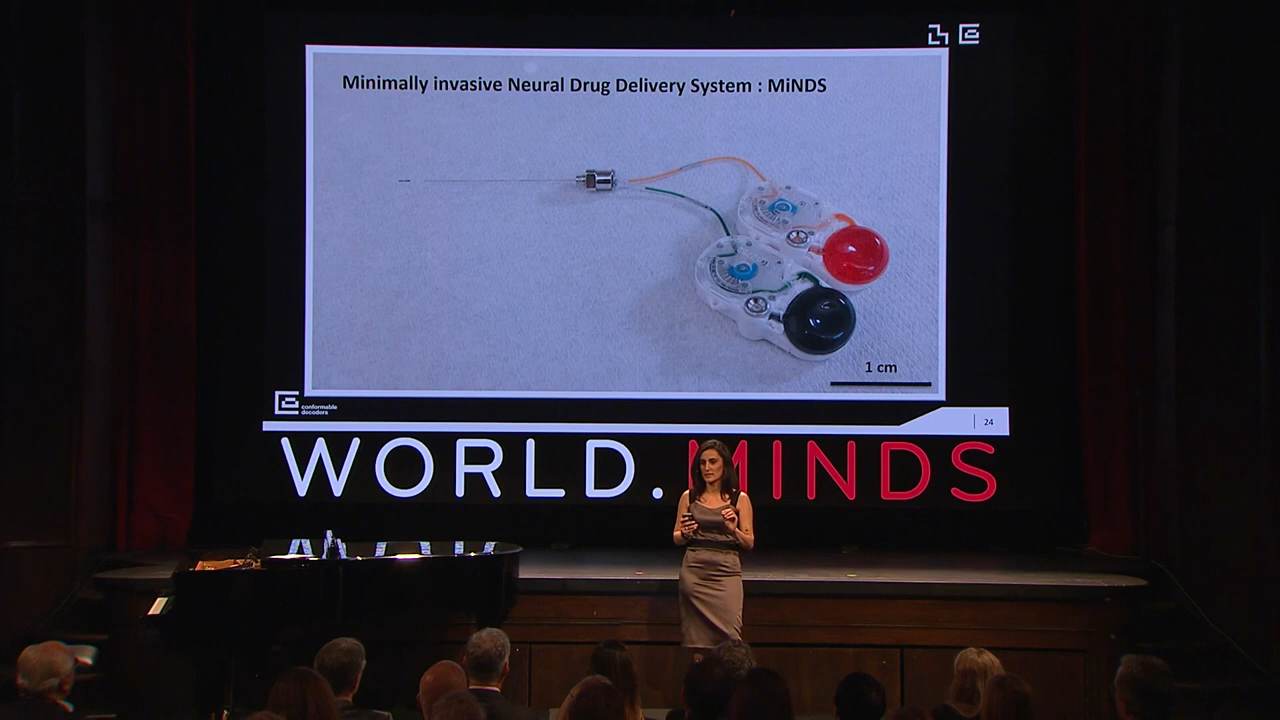 Minimally invasive Neural Drug Delivery System : MiNDS
1 cm
conformable
decoders
24
WORLD.MINDS